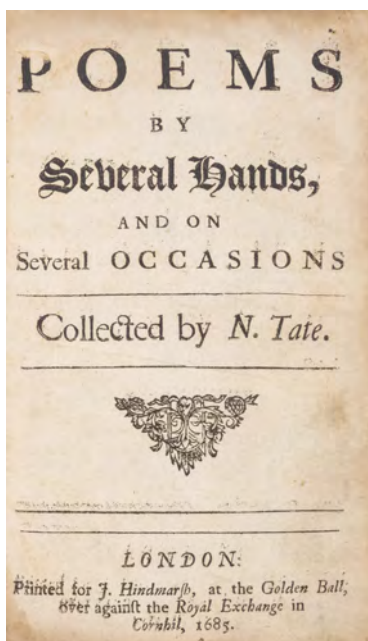 POEMS
BY
Several Hands,
AND ON
Several OCCASIONS
Collected by N. Tate.
LONDON:
Printed for J. Hindmarſh, at the Golden Ball,
over againſt the Royal Exchange in
Cornhil, 1685.